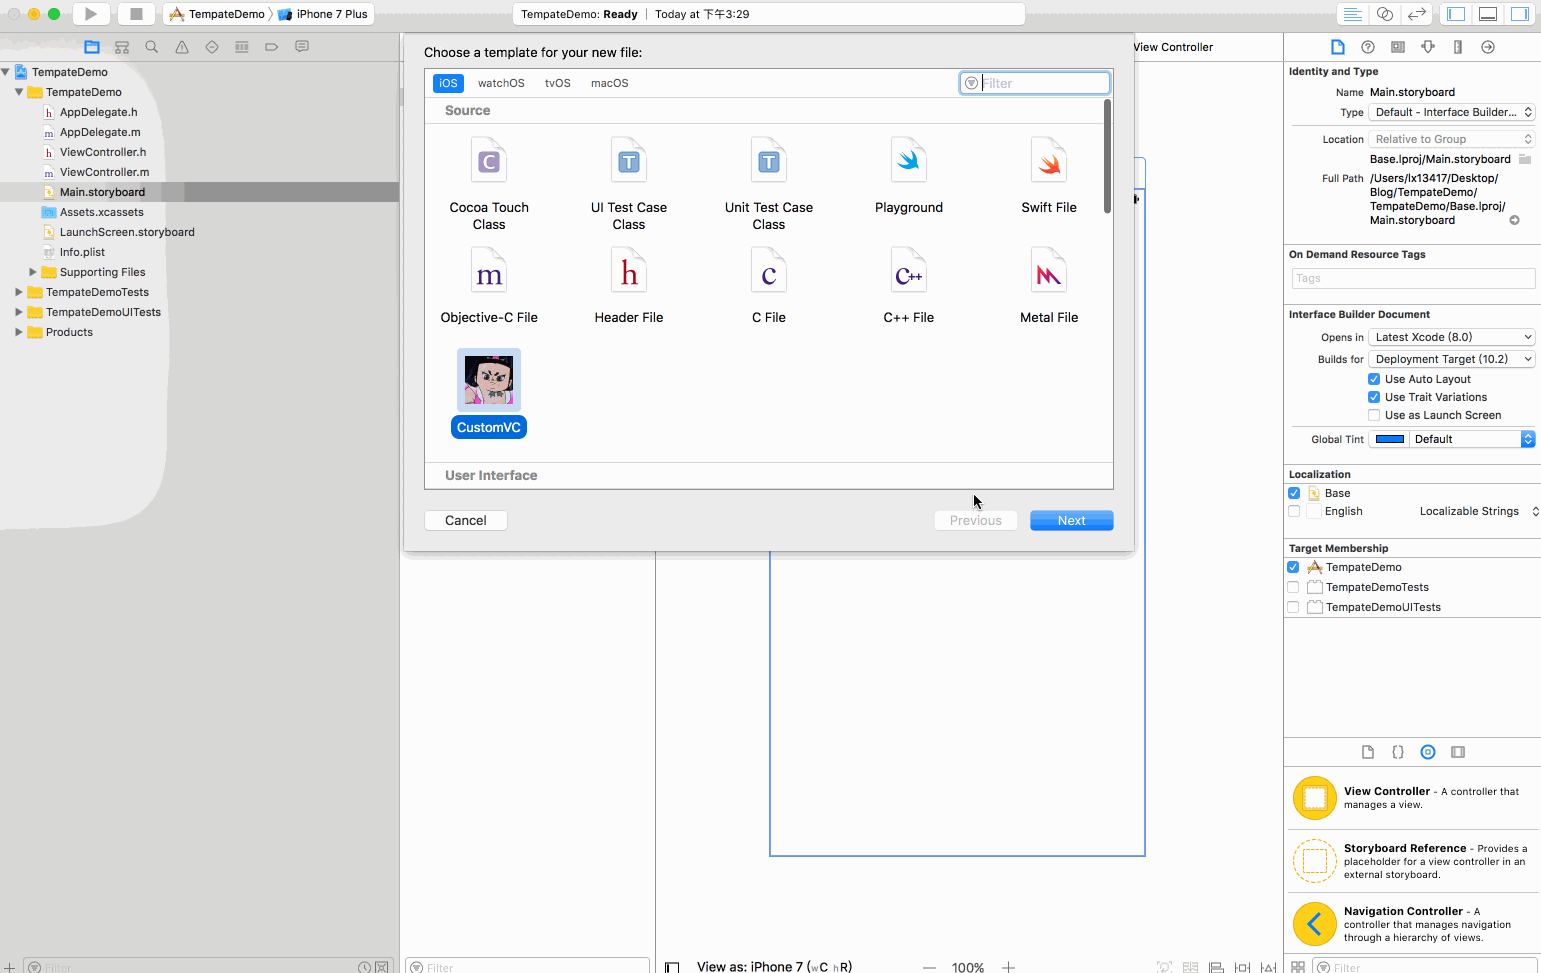 TempateDemo
iPhone 7 Plus
TempateDemo: Ready
Today at 下午3:29
Choose a template for your new file:
View Controller
iOS
watchOS
tvOS
macOS
Filter
Source
Cocoa Touch
Class
UI Test Case
Class
Unit Test Case
Class
Playground
Swift File
Objective-C File
Header File
C File
C++ File
Metal File
CustomVC
User Interface
Cancel
Previous
Next
TempateDemo
TempateDemo
AppDelegate.h
AppDelegate.m
ViewController.h
ViewController.m
Main.storyboard
Assets.xcassets
LaunchScreen.storyboard
Info.plist
Supporting Files
TempateDemoTests
TempateDemoUITests
Products
Filter
Filter
View as: iPhone 7 (wC hR)
100%
Identity and Type
Name Main.storyboard
Type Default - Interface Builder...
Location Relative to Group
Base.lproj/Main.storyboard
Full Path /Users/lx13417/Desktop/
Blog/TempateDemo/
TempateDemo/Base.lproj/
Main.storyboard
On Demand Resource Tags
Tags
Interface Builder Document
Opens in Latest Xcode (8.0)
Builds for Deployment Target (10.2)
Use Auto Layout
Use Trait Variations
Use as Launch Screen
Global Tint Default
Localization
Base
English Localizable Strings
Target Membership
TempateDemo
TempateDemoTests
TempateDemoUITests
View Controller - A controller that
manages a view.
Storyboard Reference - Provides a
placeholder for a view controller in an
external storyboard.
Navigation Controller - A
controller that manages navigation
through a hierarchy of views.
Filter